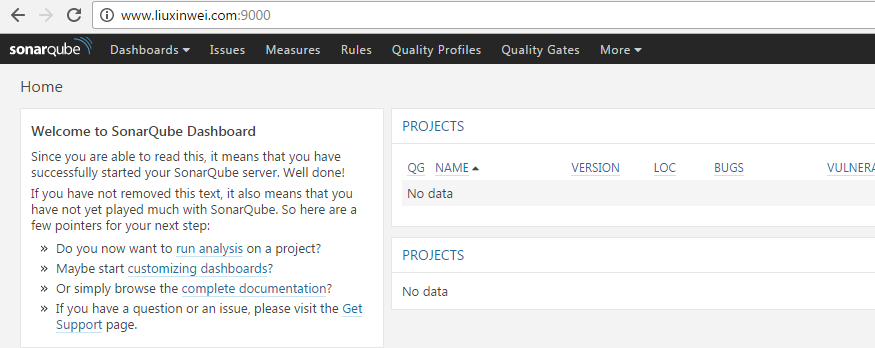 www.liuxinwei.com:9000
sonarqube Dashboards Issues Measures Rules Quality Profiles Quality Gates More
Home
Welcome to SonarQube Dashboard
Since you are able to read this, it means that you have
successfully started your SonarQube server. Well done!
If you have not removed this text, it also means that you
have not yet played much with SonarQube. So here are a
few pointers for your next step:
» Do you now want to run analysis on a project?
» Maybe start customizing dashboards?
» Or simply browse the complete documentation?
» If you have a question or an issue, please visit the Get
Support page.
PROJECTS
QG NAME VERSION LOC BUGS VULNERA
No data
PROJECTS
No data